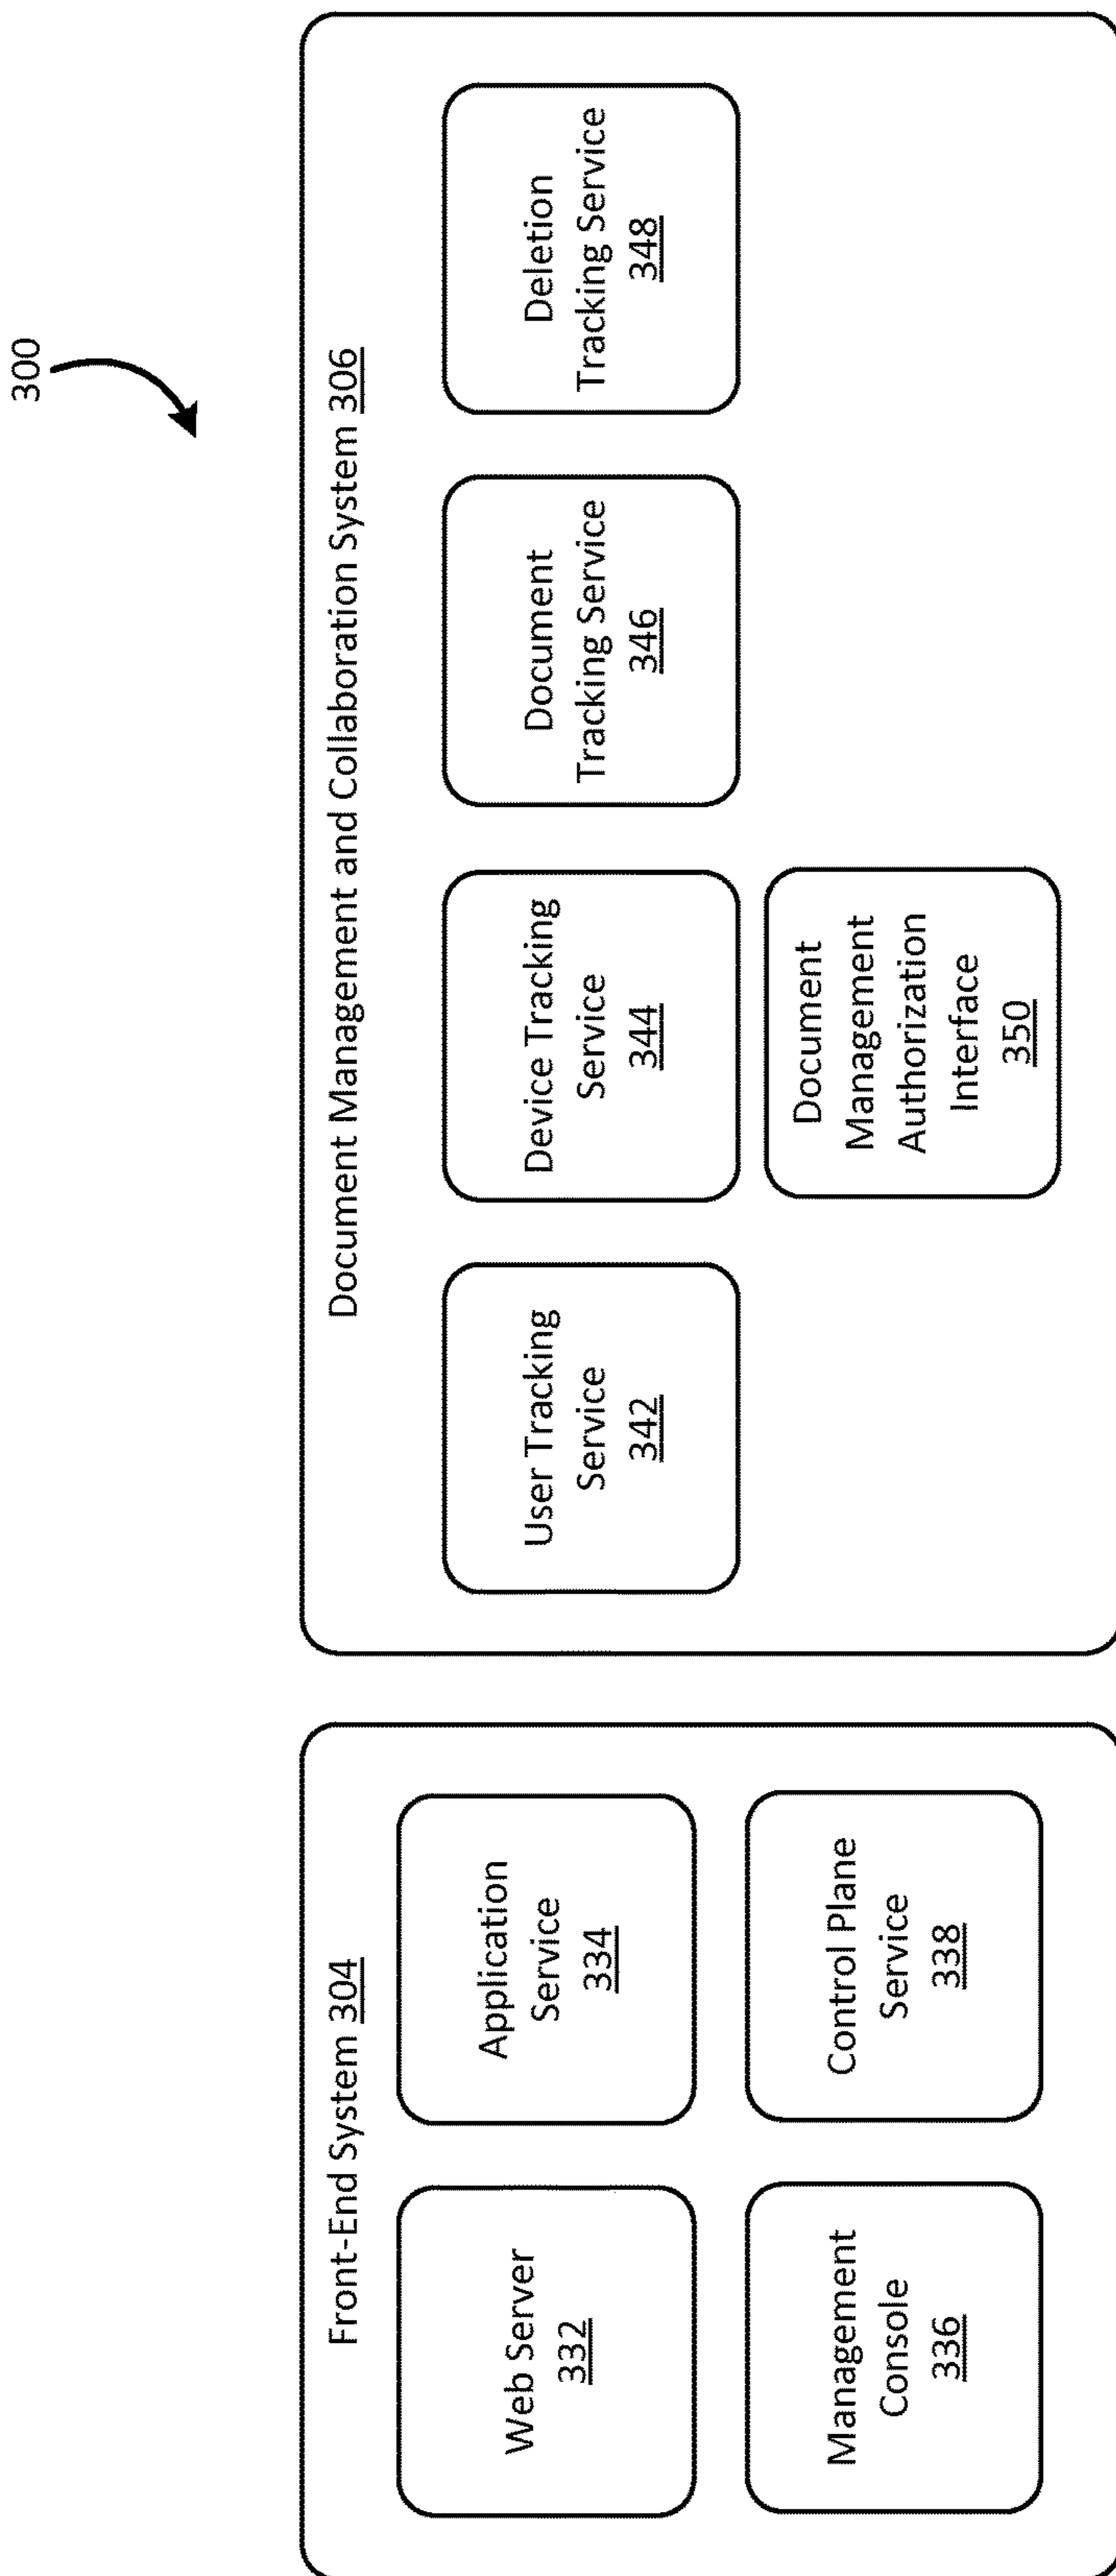 300
Front-End System 304
Web Server
332
Application
Service
334
Management
Console
336
Control Plane
Service
338
Document Management and Collaboration System 306
User Tracking
Service
342
Device Tracking
Service
344
Document
Tracking Service
346
Deletion
Tracking Service
348
Document
Management
Authorization
Interface
350